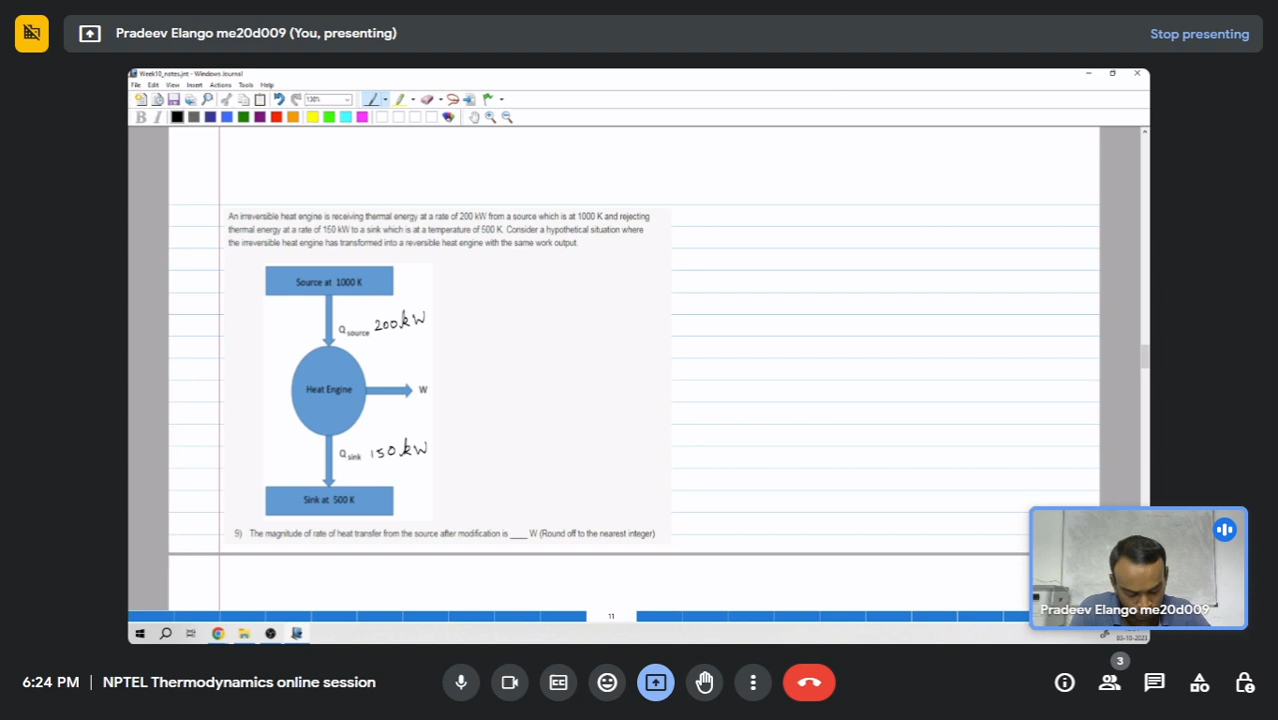 Pradeev Elango me20d009 (You, presenting)
Stop presenting
Week10_notes.jnt - Windows Journal
File Edit View Insert Actions Tools Help
130%
B I
An irreversible heat engine is receiving thermal energy at a rate of 200 kW from a source which is at 1000 K and rejecting
thermal energy at a rate of 150 kW to a sink which is at a temperature of 500 K. Consider a hypothetical situation where
the irreversible heat engine has transformed into a reversible heat engine with the same work output.
Source at 1000 K
Q source 200 kW
Heat Engine
W
Q sink 150 kW
Sink at 500 K
9) The magnitude of rate of heat transfer from the source after modification is ____ W (Round off to the nearest integer)
11
Pradeev Elango me20d009
03-10-2023
3
6:24 PM | NPTEL Thermodynamics online session